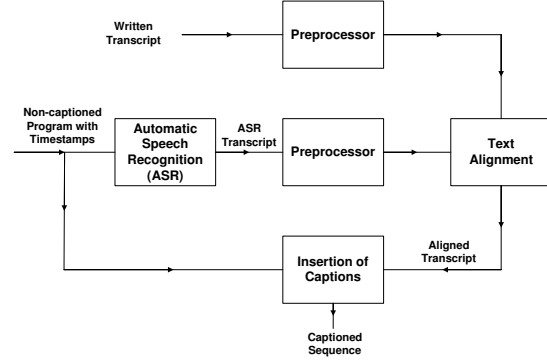 Written
Transcript
Preprocessor
Non-captioned
Program with
Timestamps
Automatic
Speech
Recognition
(ASR)
ASR
Transcript
Preprocessor
Text
Alignment
Insertion of
Captions
Aligned
Transcript
Captioned
Sequence